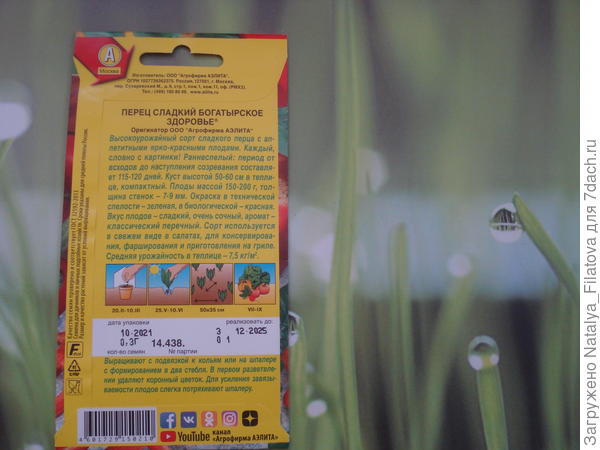 А
Москва
Изготовитель: ООО "Агрофирма АЭЛИТА".
ПЕРЕЦ СЛАДКИЙ БОГАТЫРСКОЕ
ЗДОРОВЬЕ®
Оригинатор ООО "Агрофирма АЭЛИТА"
Высокоурожайный сорт сладкого перца с ап-
петитными ярко-красными плодами. Каждый,
словно с картинки! Раннеспелый: период от
всходов до наступления созревания составля-
ет 115-120 дней. Куст высотой 50-60 см в тепли-
це, компактный. Плоды массой 150-200 г, тол-
щина стенок – 7-9 мм. Окраска в технической
спелости – зеленая, в биологической – красная.
Вкус плодов – сладкий, очень сочный, аромат –
классический перечный. Сорт используется
в свежем виде в салатах, для консервирова-
ния, фарширования и приготовления на гриле.
Средняя урожайность в теплице – 7,5 кг/м².
20.II-10.III
25.V-10.VI
50х35 см
VII-IX
дата упаковки
реализовать до:
10-2021
3
12-2025
0,3Г
14.438.
0 1
кол-во семян
№ партии
Выращивают с подвязкой к кольям или на шпалере
с формированием в два стебля. В первом разветвле-
нии удаляют коронный цветок. Для усиления завязы-
ваемости плодов слегка потряхивают шпалеру.
4601729150210
YouTube
канал
«Агрофирма АЭЛИТА»
Загружено Natalya_Filatova для 7dach.ru